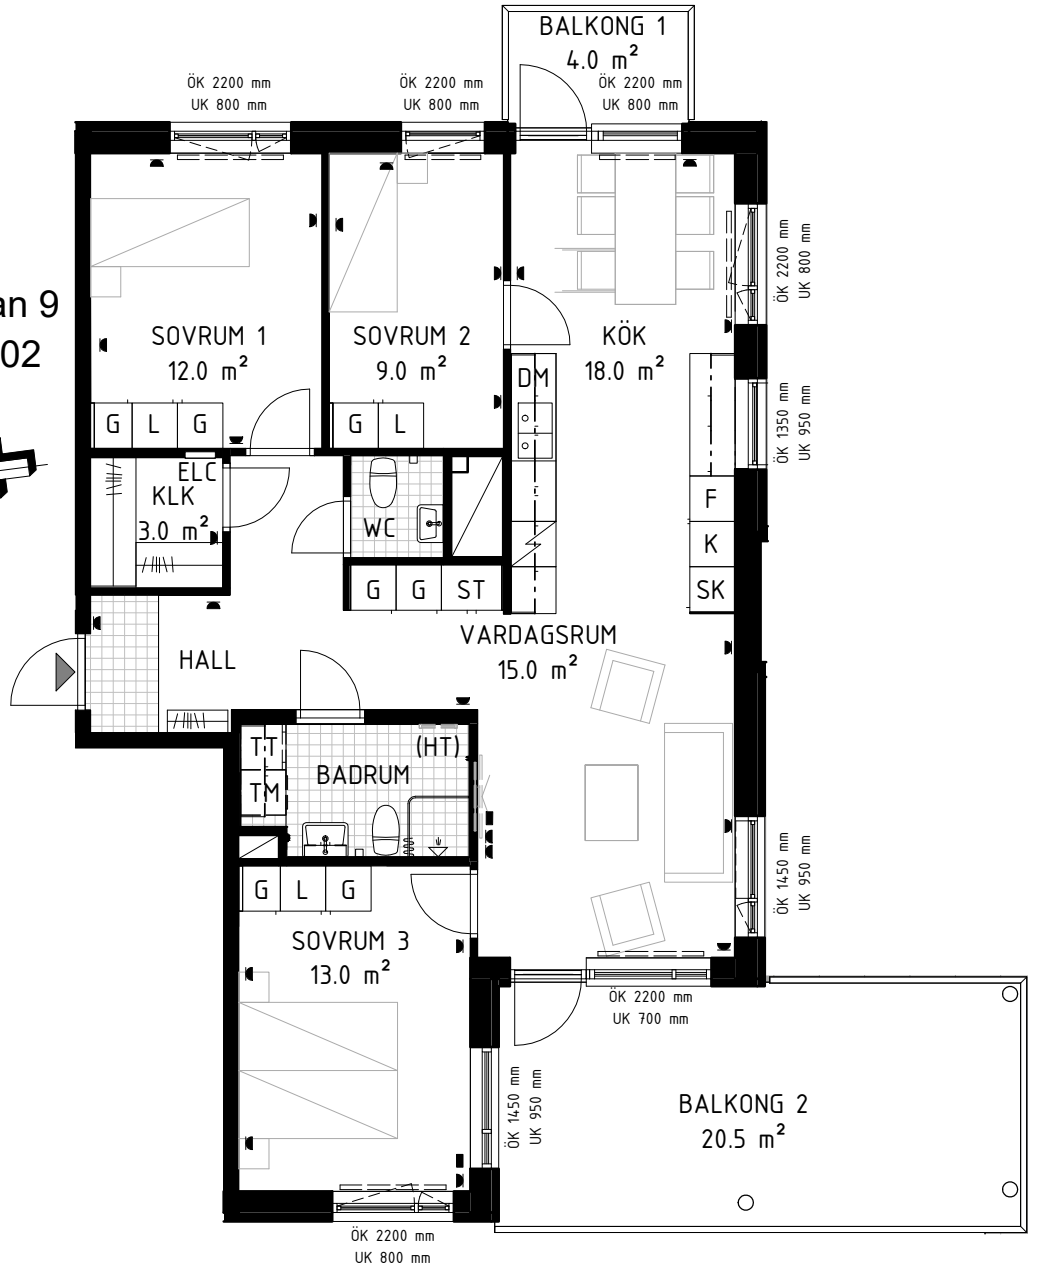 BALKONG 1
4.0 m²
ÖK 2200 mm
UK 800 mm
ÖK 2200 mm
UK 800 mm
ÖK 2200 mm
UK 800 mm
ÖK 2200 mm
UK 800 mm
an 9
02
SOVRUM 1
12.0 m²
SOVRUM 2
9.0 m²
KÖK
18.0 m²
DM
G
L
G
G
L
ÖK 1350 mm
UK 950 mm
ELC
KLK
3.0 m²
WC
F
K
SK
G
G
ST
VARDAGSRUM
15.0 m²
HALL
TT
(HT)
BADRUM
TM
ÖK 1450 mm
UK 950 mm
G
L
G
SOVRUM 3
13.0 m²
ÖK 2200 mm
UK 700 mm
ÖK 1450 mm
UK 950 mm
BALKONG 2
20.5 m²
ÖK 2200 mm
UK 800 mm